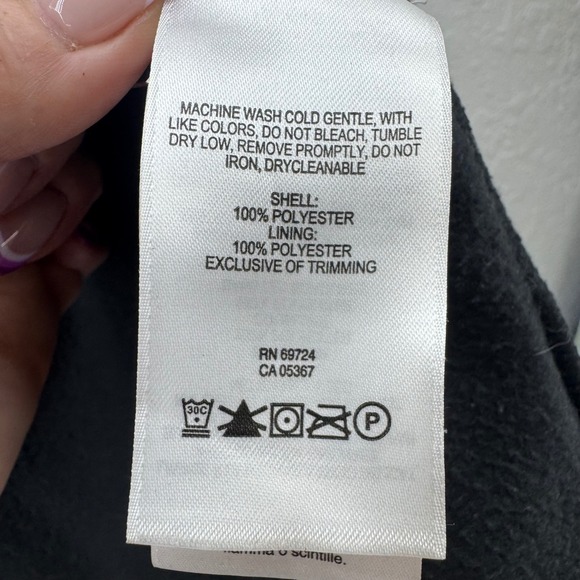 MACHINE WASH COLD GENTLE, WITH
LIKE COLORS, DO NOT BLEACH, TUMBLE
DRY LOW, REMOVE PROMPTLY, DO NOT
IRON, DRYCLEANABLE
SHELL:
100% POLYESTER
LINING:
100% POLYESTER
EXCLUSIVE OF TRIMMING
RN 69724
CA 05367
30C P
fiamma o scintille.